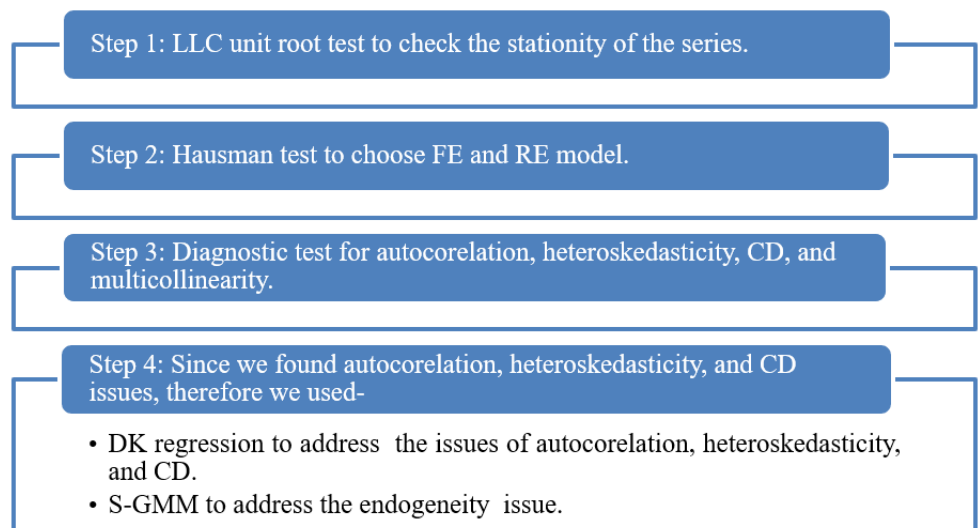 Step 1: LLC unit root test to check the stationity of the series.
Step 2: Hausman test to choose FE and RE model.
Step 3: Diagnostic test for autocorelation, heteroskedasticity, CD, and
multicollinearity.
Step 4: Since we found autocorelation, heteroskedasticity, and CD
issues, therefore we used-
• DK regression to address the issues of autocorelation, heteroskedasticity,
and CD.
• S-GMM to address the endogeneity issue.